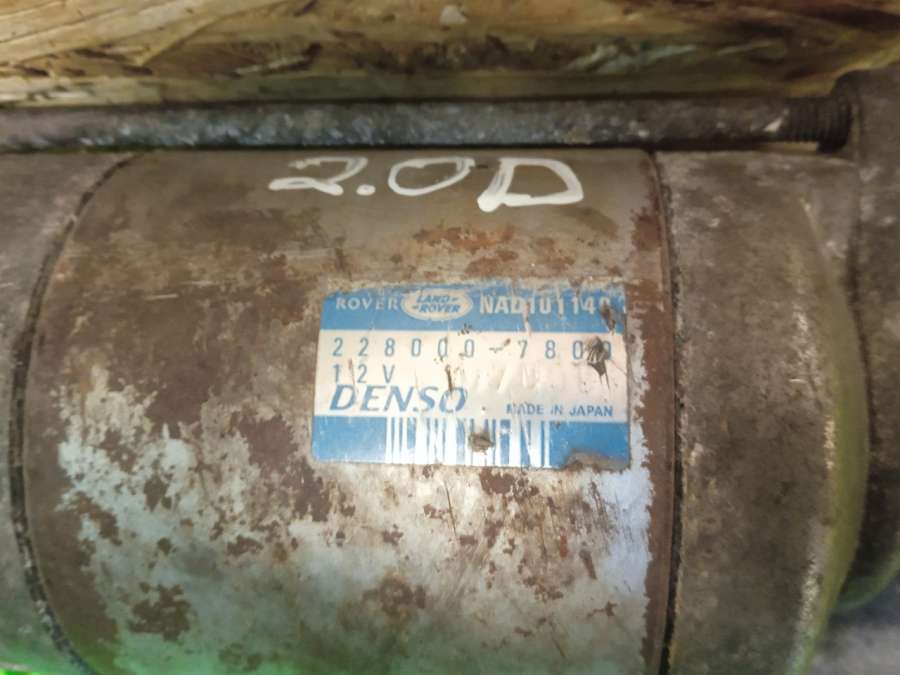 2.0D
ROVER LAND-ROVER NAD101140
228000-7800
12V
DENSO MADE IN JAPAN